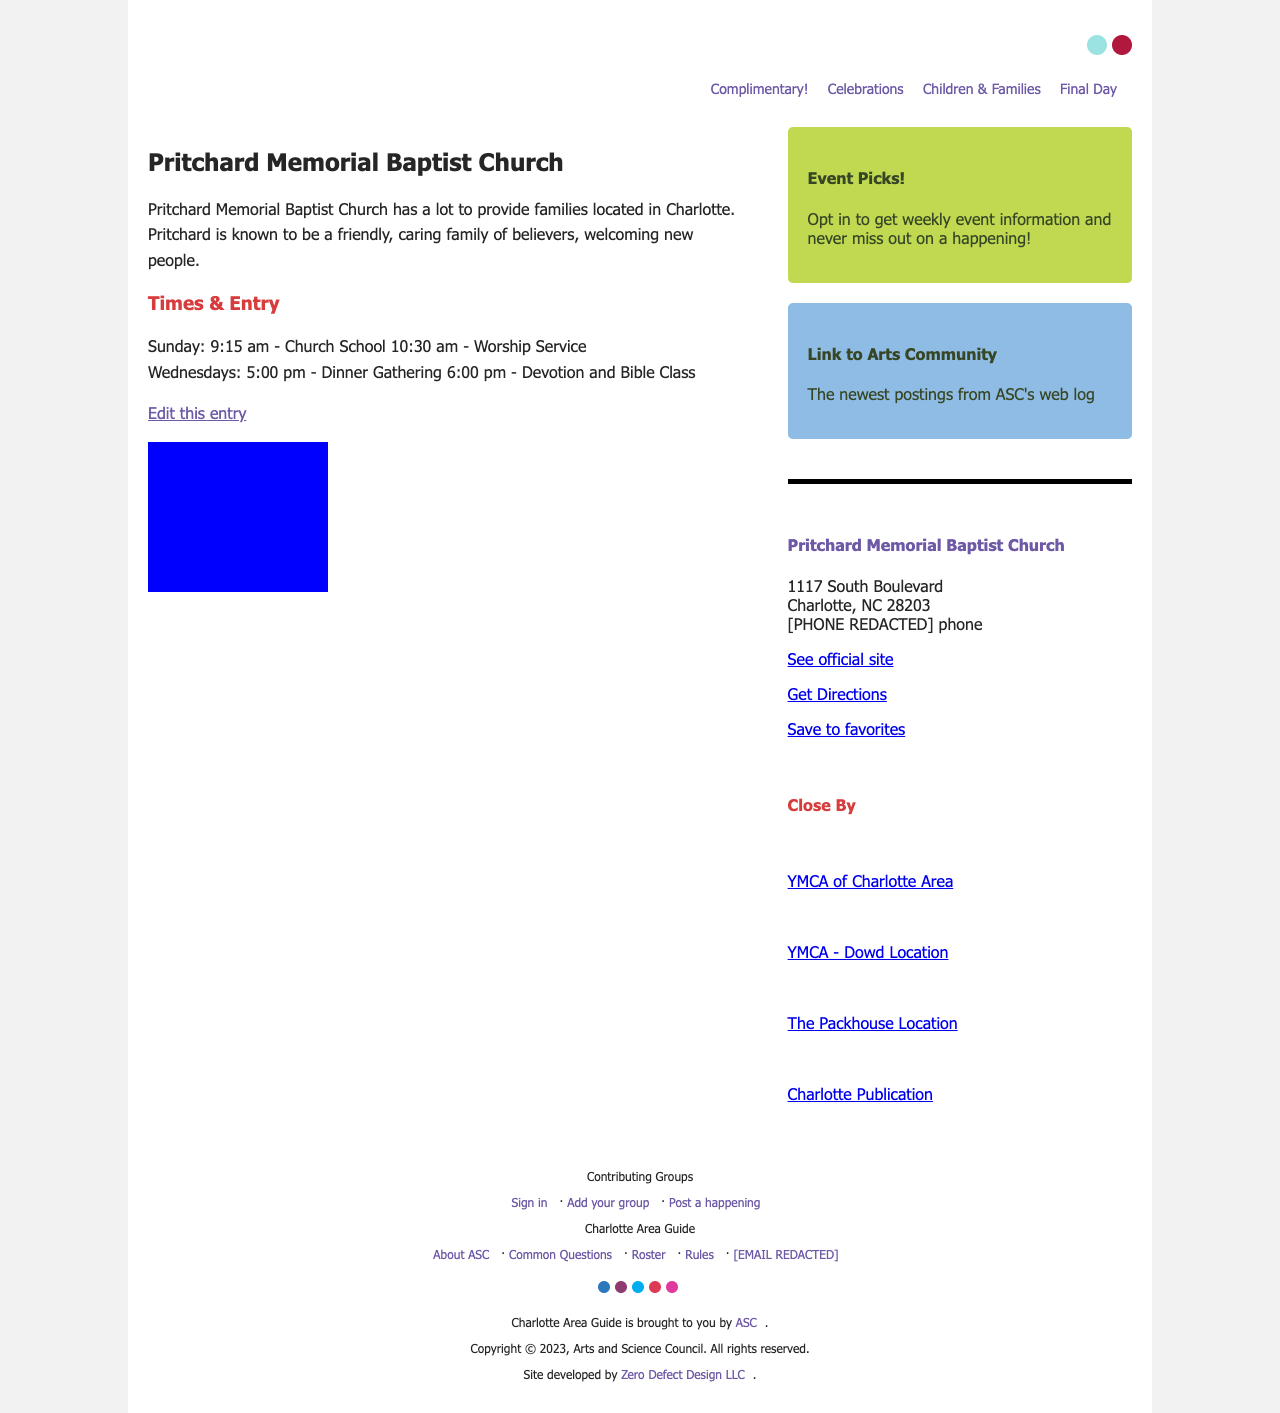 Complimentary! Celebrations Children & Families Final Day
Pritchard Memorial Baptist Church
Pritchard Memorial Baptist Church has a lot to provide families located in Charlotte.
Pritchard is known to be a friendly, caring family of believers, welcoming new
people.
Times & Entry
Sunday: 9:15 am - Church School 10:30 am - Worship Service
Wednesdays: 5:00 pm - Dinner Gathering 6:00 pm - Devotion and Bible Class
Edit this entry
Event Picks!
Opt in to get weekly event information and
never miss out on a happening!
Link to Arts Community
The newest postings from ASC's web log
Pritchard Memorial Baptist Church
1117 South Boulevard
Charlotte, NC 28203
[PHONE REDACTED] phone
See official site
Get Directions
Save to favorites
Close By
YMCA of Charlotte Area
YMCA - Dowd Location
The Packhouse Location
Charlotte Publication
Contributing Groups
Sign in · Add your group · Post a happening
Charlotte Area Guide
About ASC · Common Questions · Roster · Rules · [EMAIL REDACTED]
Charlotte Area Guide is brought to you by ASC .
Copyright © 2023, Arts and Science Council. All rights reserved.
Site developed by Zero Defect Design LLC .